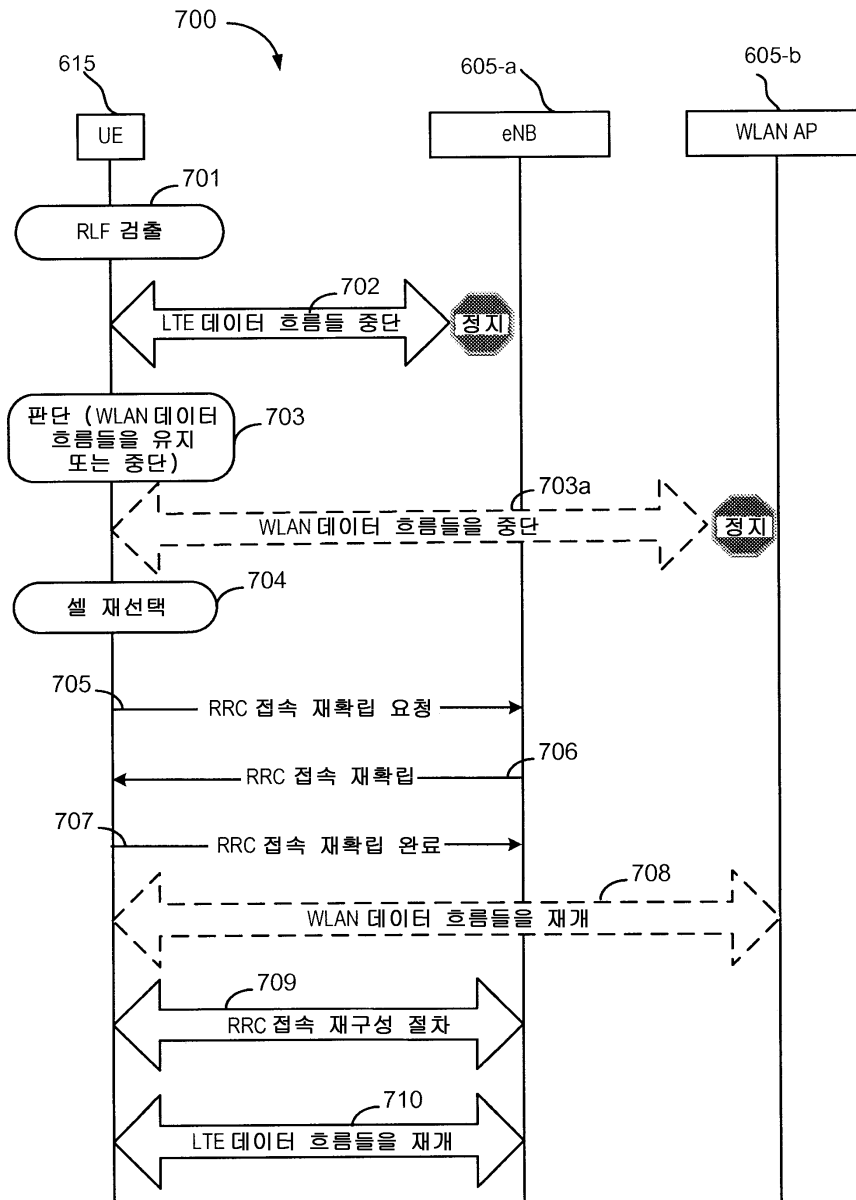 700
615
605-a
605-b
UE
eNB
WLAN AP
701
RLF 검출
702
LTE 데이터 흐름들 중단
정지
판단 (WLAN 데이터
흐름들을 유지
또는 중단)
703
703a
WLAN 데이터 흐름들을 중단
정지
704
셀 재선택
705
RRC 접속 재확립 요청
706
RRC 접속 재확립
707
RRC 접속 재확립 완료
708
WLAN 데이터 흐름들을 재개
709
RRC 접속 재구성 절차
710
LTE 데이터 흐름들을 재개